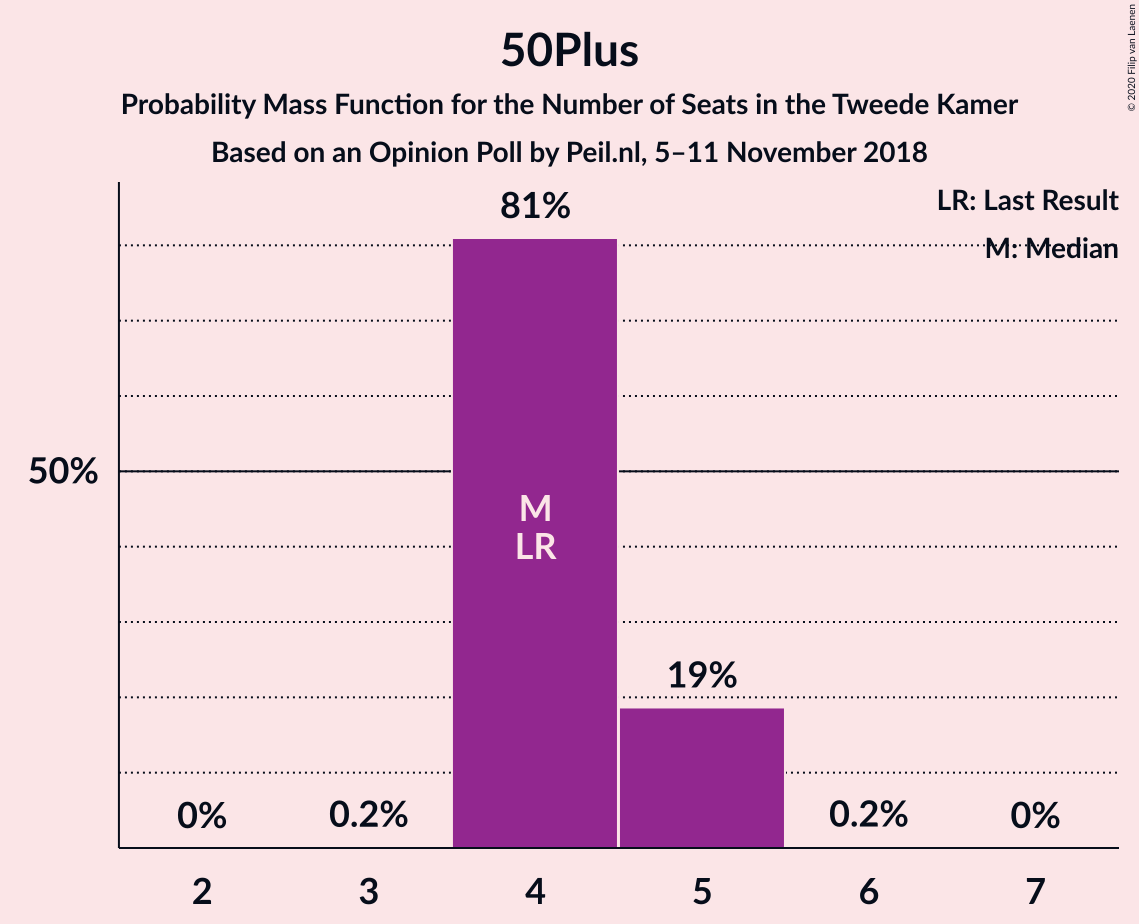 50Plus
Probability Mass Function for the Number of Seats in the Tweede Kamer
Based on an Opinion Poll by Peil.nl, 5–11 November 2018
© 2020 Filip van Laenen
LR: Last Result
M: Median
81%
50%
M
LR
19%
0%
0.2%
0.2%
0%
2
3
4
5
6
7